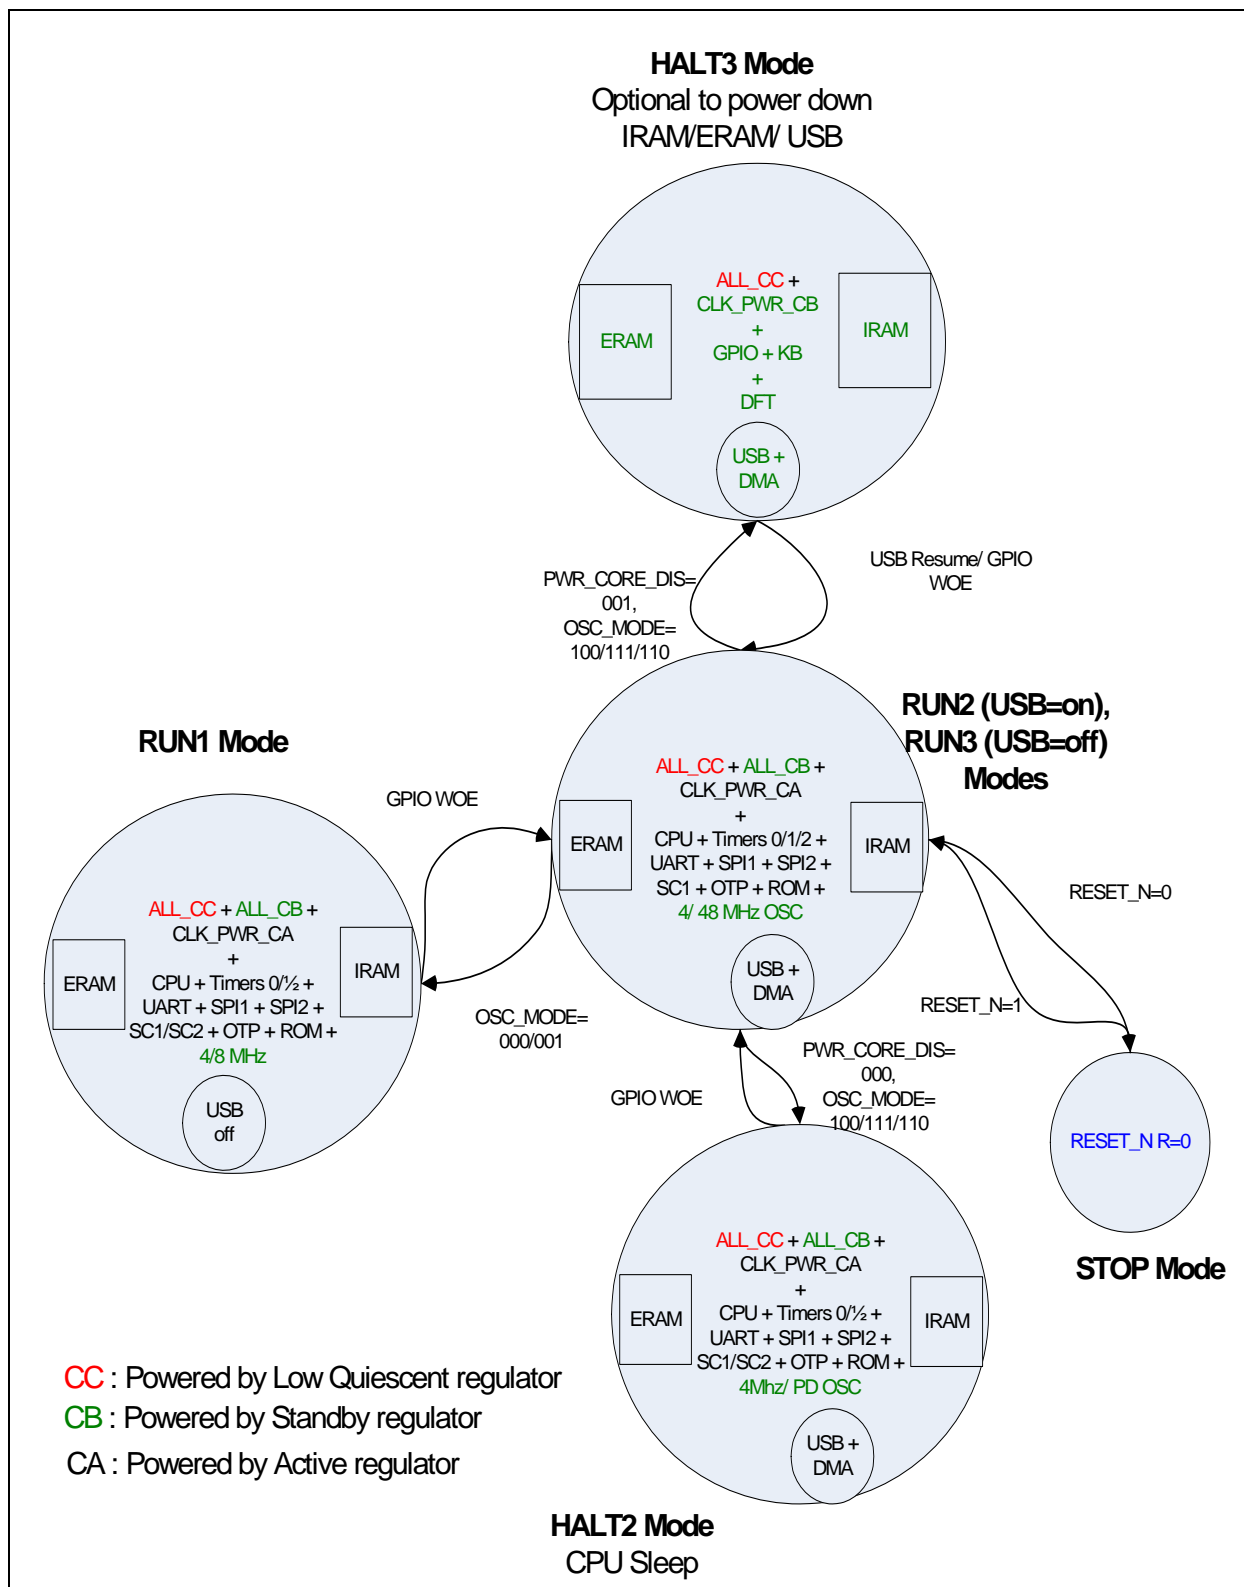 HALT3 Mode
Optional to power down
IRAM/ERAM/ USB
ALL_CC +
CLK_PWR_CB
+
GPIO + KB
+
DFT
ERAM
IRAM
USB +
DMA
PWR_CORE_DIS=
001,
OSC_MODE=
100/111/110
USB Resume/ GPIO
WOE
RUN2 (USB=on),
RUN3 (USB=off)
Modes
ALL_CC + ALL_CB +
CLK_PWR_CA
+
CPU + Timers 0/1/2 +
UART + SPI1 + SPI2 +
SC1 + OTP + ROM +
4/ 48 MHz OSC
ERAM
IRAM
USB +
DMA
RUN1 Mode
GPIO WOE
ALL_CC + ALL_CB +
CLK_PWR_CA
+
CPU + Timers 0/½ +
UART + SPI1 + SPI2 +
SC1/SC2 + OTP + ROM +
4/8 MHz
ERAM
IRAM
USB
off
OSC_MODE=
000/001
RESET_N=0
RESET_N=1
PWR_CORE_DIS=
000,
OSC_MODE=
100/111/110
GPIO WOE
RESET_N R=0
STOP Mode
ALL_CC + ALL_CB +
CLK_PWR_CA
+
CPU + Timers 0/½ +
UART + SPI1 + SPI2 +
SC1/SC2 + OTP + ROM +
4Mhz/ PD OSC
ERAM
IRAM
USB +
DMA
HALT2 Mode
CPU Sleep
CC : Powered by Low Quiescent regulator
CB : Powered by Standby regulator
CA : Powered by Active regulator